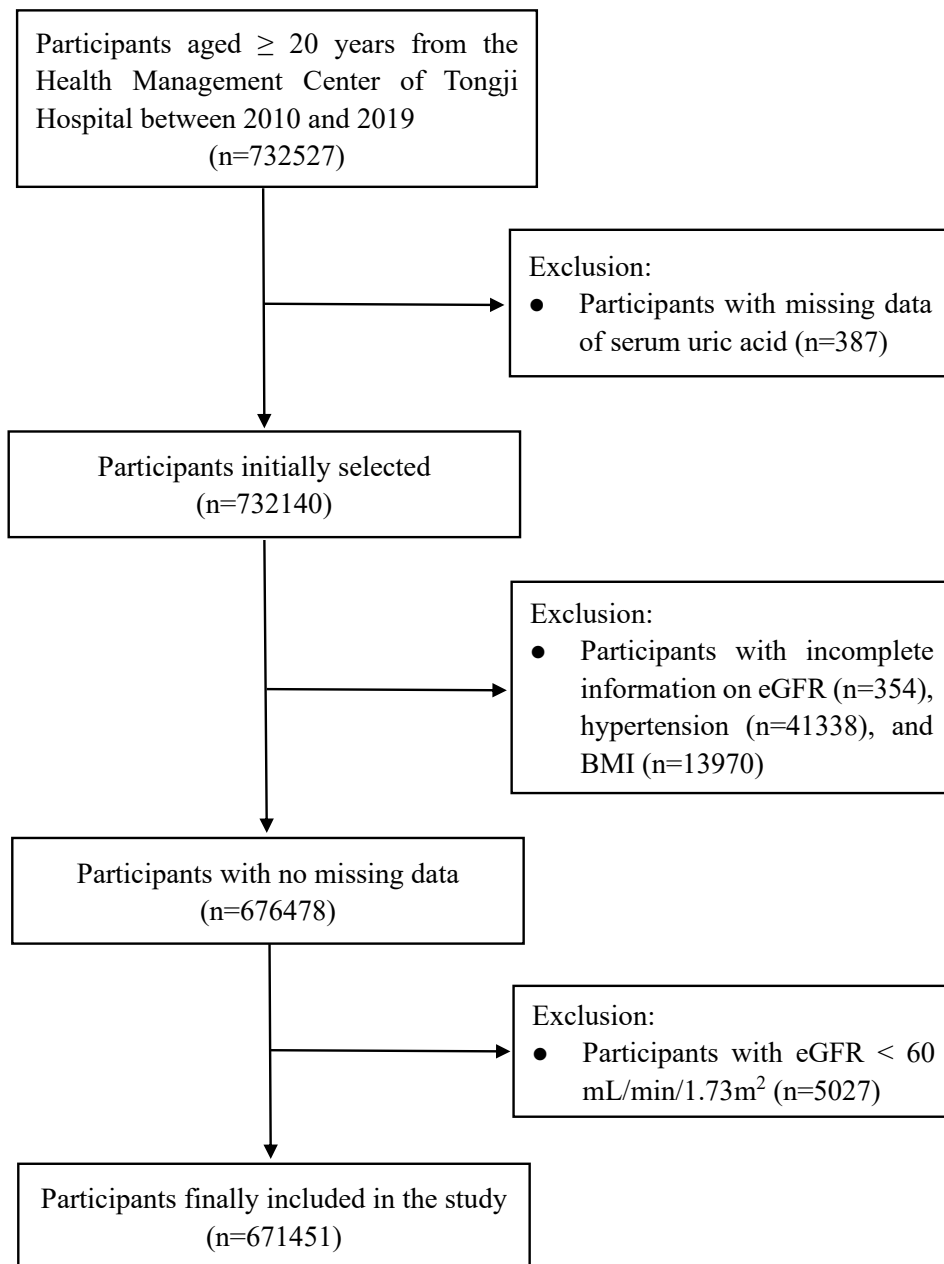 Participants aged ≥ 20 years from the
Health Management Center of Tongji
Hospital between 2010 and 2019
(n=732527)
Exclusion:
● Participants with missing data
of serum uric acid (n=387)
Participants initially selected
(n=732140)
Exclusion:
● Participants with incomplete
information on eGFR (n=354),
hypertension (n=41338), and
BMI (n=13970)
Participants with no missing data
(n=676478)
Exclusion:
● Participants with eGFR < 60
mL/min/1.73m² (n=5027)
Participants finally included in the study
(n=671451)